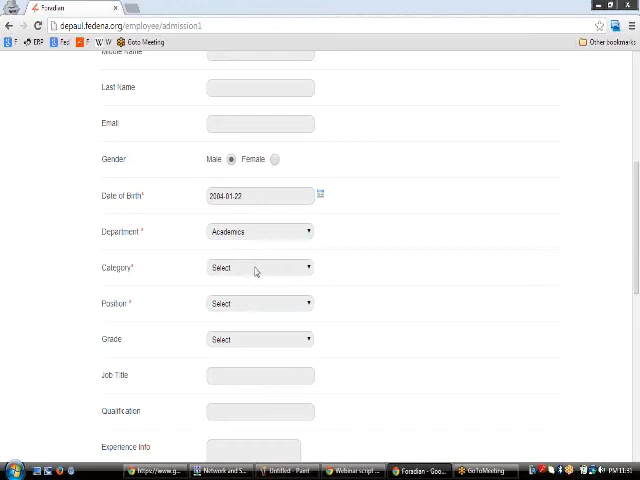 Foradian
depaul.fedena.org/employee/admission1
F ERP Fed F W Goto Meeting Other bookmarks
Middle Name
Last Name
Email
Gender Male Female
Date of Birth* 2004-01-22
Department * Academics
Category* Select
Position * Select
Grade Select
Job Title
Qualification
Experience Info
https://www.g... Network and S... Untitled - Paint Webinar script ... Foradian - Goo... GoToMeeting PM 11:31